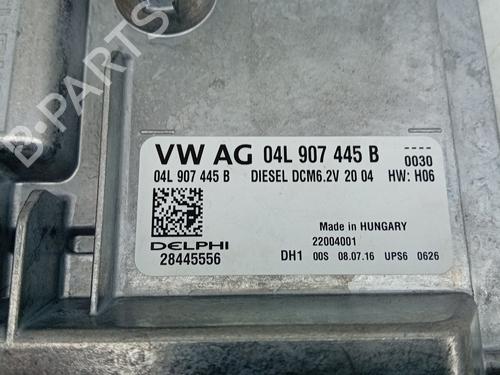 VW AG 04L 907 445 B
----
0030
04L 907 445 B DIESEL DCM6.2V 20 04 HW: H06
Made in HUNGARY
22004001
DELPHI
28445556
DH1 00S 08.07.16 UPS6 0626
B-PARTS